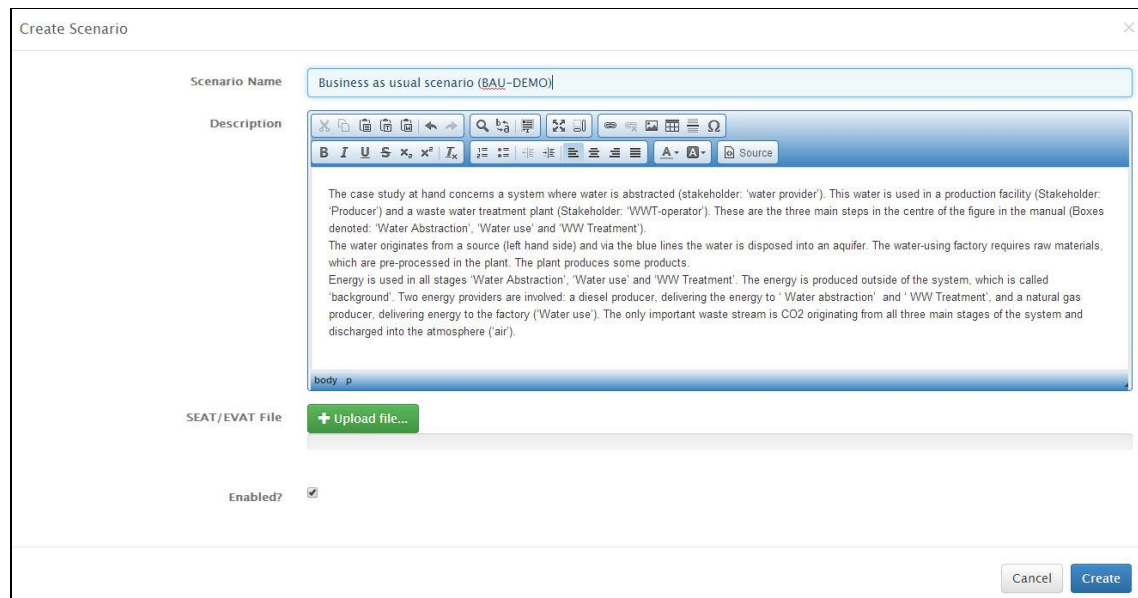 Create Scenario
×
Scenario Name
Business as usual scenario (BAU-DEMO)
Description
B I U S x₂ x² Iₓ A A Source
The case study at hand concerns a system where water is abstracted (stakeholder: ‘water provider’). This water is used in a production facility (Stakeholder:
‘Producer’) and a waste water treatment plant (Stakeholder: ‘WWT-operator’). These are the three main steps in the centre of the figure in the manual (Boxes
denoted: ‘Water Abstraction’, ‘Water use’ and ‘WW Treatment’).
The water originates from a source (left hand side) and via the blue lines the water is disposed into an aquifer. The water-using factory requires raw materials,
which are pre-processed in the plant. The plant produces some products.
Energy is used in all stages ‘Water Abstraction’, ‘Water use’ and ‘WW Treatment’. The energy is produced outside of the system, which is called
‘background’. Two energy providers are involved: a diesel producer, delivering the energy to ‘ Water abstraction’ and ‘ WW Treatment’, and a natural gas
producer, delivering energy to the factory (‘Water use’). The only important waste stream is CO2 originating from all three main stages of the system and
discharged into the atmosphere (‘air’).
body p
SEAT/EVAT File
+ Upload file...
Enabled?
Cancel Create